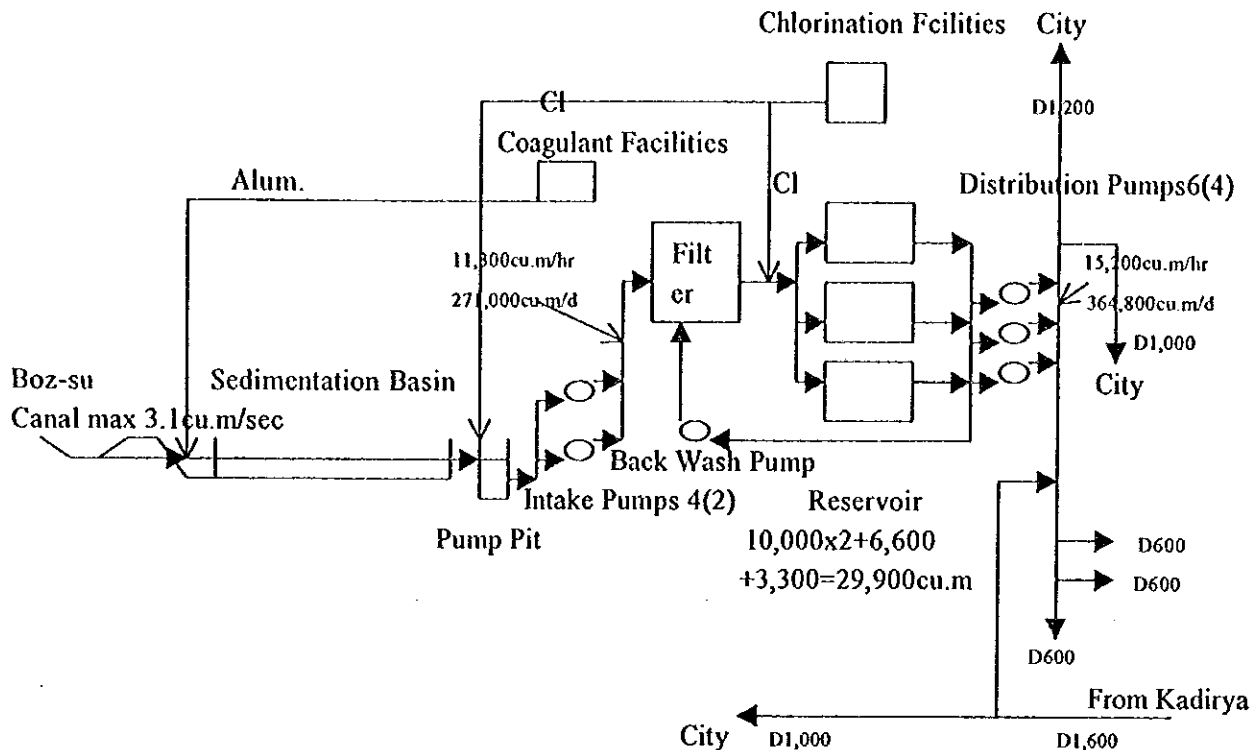 Chlorination Fcilities
City
Cl
D1,200
Coagulant Facilities
Alum.
Cl
Distribution Pumps6(4)
11,300cu.m/hr
271,000cu.m/d
Filt
er
15,200cu.m/hr
364,800cu.m/d
D1,000
City
Boz-su
Canal max 3.1cu.m/sec
Sedimentation Basin
Back Wash Pump
Intake Pumps 4(2)
Pump Pit
Reservoir
10,000x2+6,600
+3,300=29,900cu.m
D600
D600
D600
From Kadirya
City
D1,000
D1,600